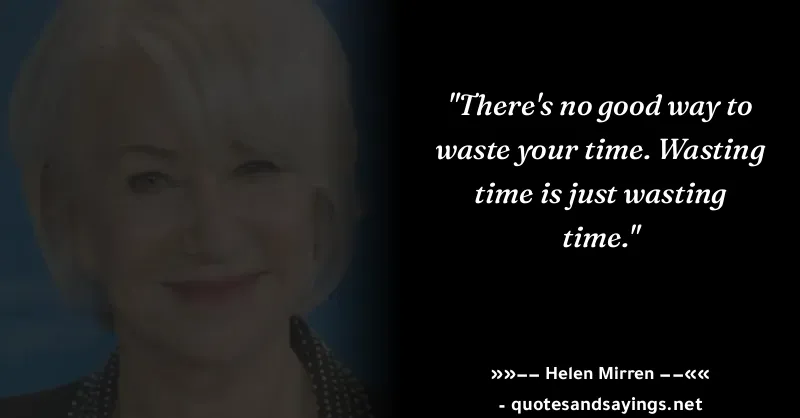 "There's no good way to
waste your time. Wasting
time is just wasting
time."
»»−− Helen Mirren −−««
- quotesandsayings.net